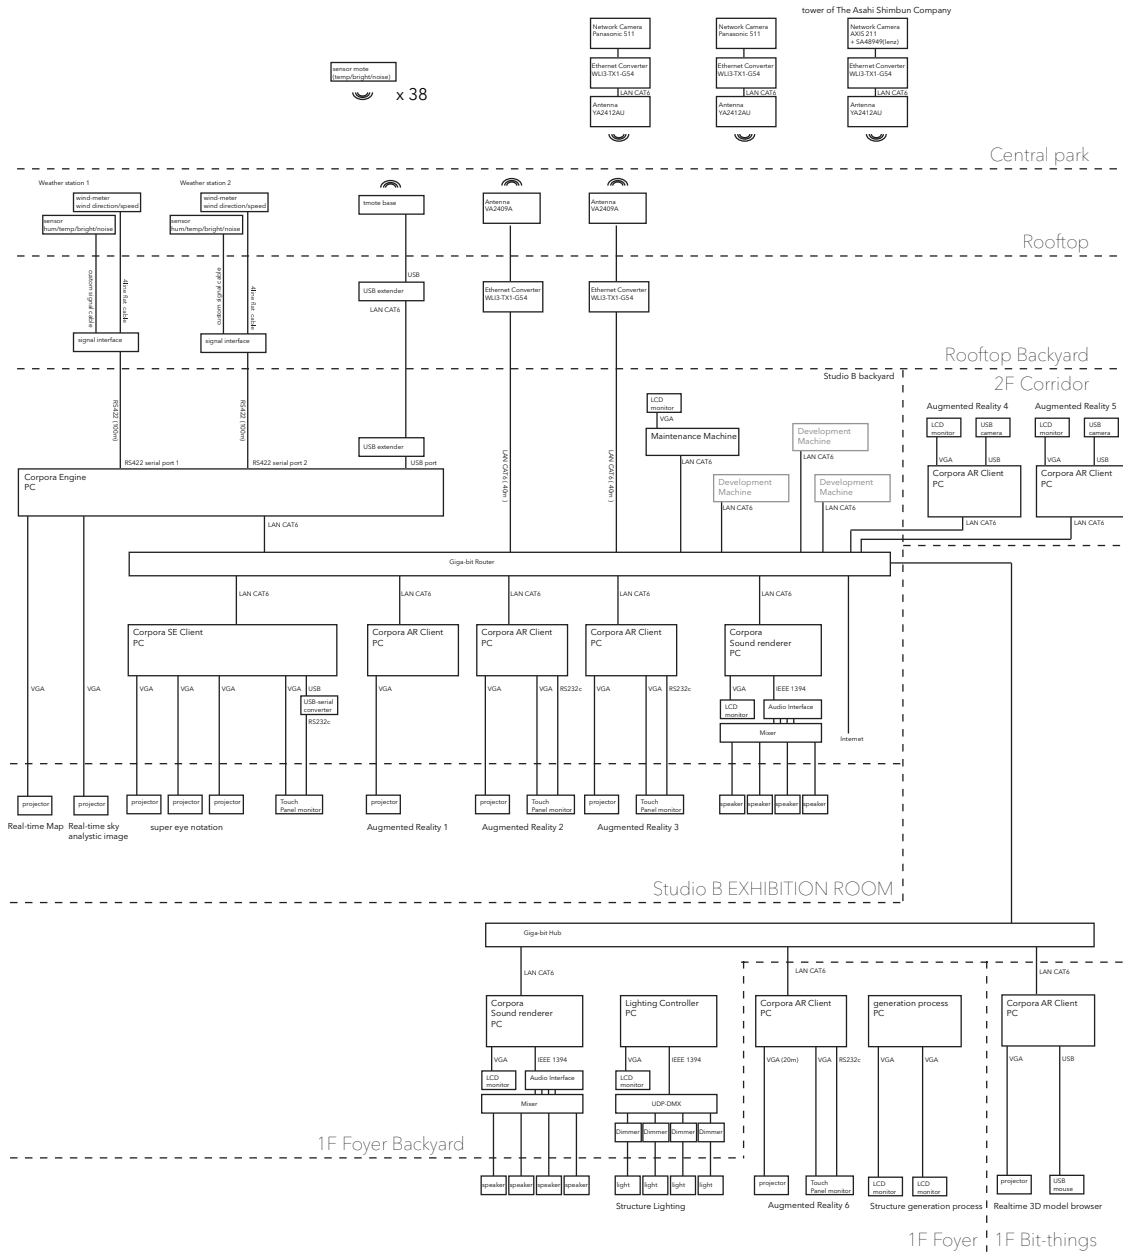 tower of The Asahi Shimbun Company
Network Camera
Panasonic 511
Network Camera
Panasonic 511
Network Camera
AXIS 211
+ SA48949(lenz)
Ethernet Converter
WLI3-TX1-G54
Ethernet Converter
WLI3-TX1-G54
Ethernet Converter
WLI3-TX1-G54
LAN CAT6
LAN CAT6
LAN CAT6
Antenna
YA2412AU
Antenna
YA2412AU
Antenna
YA2412AU
sensor mote
(temp/bright/noise)
x 38
Central park
Weather station 1
wind-meter
wind direction/speed
sensor
hum/temp/bright/noise
Weather station 2
wind-meter
wind direction/speed
sensor
hum/temp/bright/noise
tmote base
Antenna
VA2409A
Antenna
VA2409A
Rooftop
custom signal cable
4line flat cable
custom signal cable
4line flat cable
USB
USB extender
LAN CAT6
Ethernet Converter
WLI3-TX1-G54
Ethernet Converter
WLI3-TX1-G54
signal interface
signal interface
Rooftop Backyard
Studio B backyard
2F Corridor
RS422 (100m)
RS422 (100m)
USB extender
RS422 serial port 1
RS422 serial port 2
USB port
LAN CAT6 ( 40m )
LAN CAT6 ( 40m )
LCD
monitor
VGA
Maintenance Machine
LAN CAT6
Development
Machine
LAN CAT6
Development
Machine
LAN CAT6
Development
Machine
LAN CAT6
Augmented Reality 4
LCD
monitor
USB
camera
VGA
USB
Corpora AR Client
PC
LAN CAT6
Augmented Reality 5
LCD
monitor
USB
camera
VGA
USB
Corpora AR Client
PC
LAN CAT6
Corpora Engine
PC
LAN CAT6
Giga-bit Router
LAN CAT6
LAN CAT6
LAN CAT6
LAN CAT6
LAN CAT6
Corpora SE Client
PC
Corpora AR Client
PC
Corpora AR Client
PC
Corpora AR Client
PC
Corpora
Sound renderer
PC
VGA
VGA
VGA
VGA
VGA
VGA
USB
USB-serial
converter
RS232c
VGA
VGA
VGA
RS232c
VGA
VGA
RS232c
VGA
IEEE 1394
LCD
monitor
Audio Interface
Mixer
Internet
projector
projector
projector
projector
projector
Touch
Panel monitor
projector
projector
Touch
Panel monitor
projector
Touch
Panel monitor
speaker
speaker
speaker
speaker
Real-time Map
Real-time sky
analystic image
super eye notation
Augmented Reality 1
Augmented Reality 2
Augmented Reality 3
Studio B EXHIBITION ROOM
Giga-bit Hub
LAN CAT6
LAN CAT6
LAN CAT6
Corpora
Sound renderer
PC
Lighting Controller
PC
Corpora AR Client
PC
generation process
PC
Corpora AR Client
PC
VGA
IEEE 1394
VGA
IEEE 1394
VGA (20m)
VGA
RS232c
VGA
VGA
VGA
USB
LCD
monitor
Audio Interface
LCD
monitor
Mixer
UDP-DMX
Dimmer
Dimmer
Dimmer
Dimmer
1F Foyer Backyard
speaker
speaker
speaker
speaker
light
light
light
light
projector
Touch
Panel monitor
LCD
monitor
LCD
monitor
projector
USB
mouse
Structure Lighting
Augmented Reality 6
Structure generation process
Realtime 3D model browser
1F Foyer
1F Bit-things